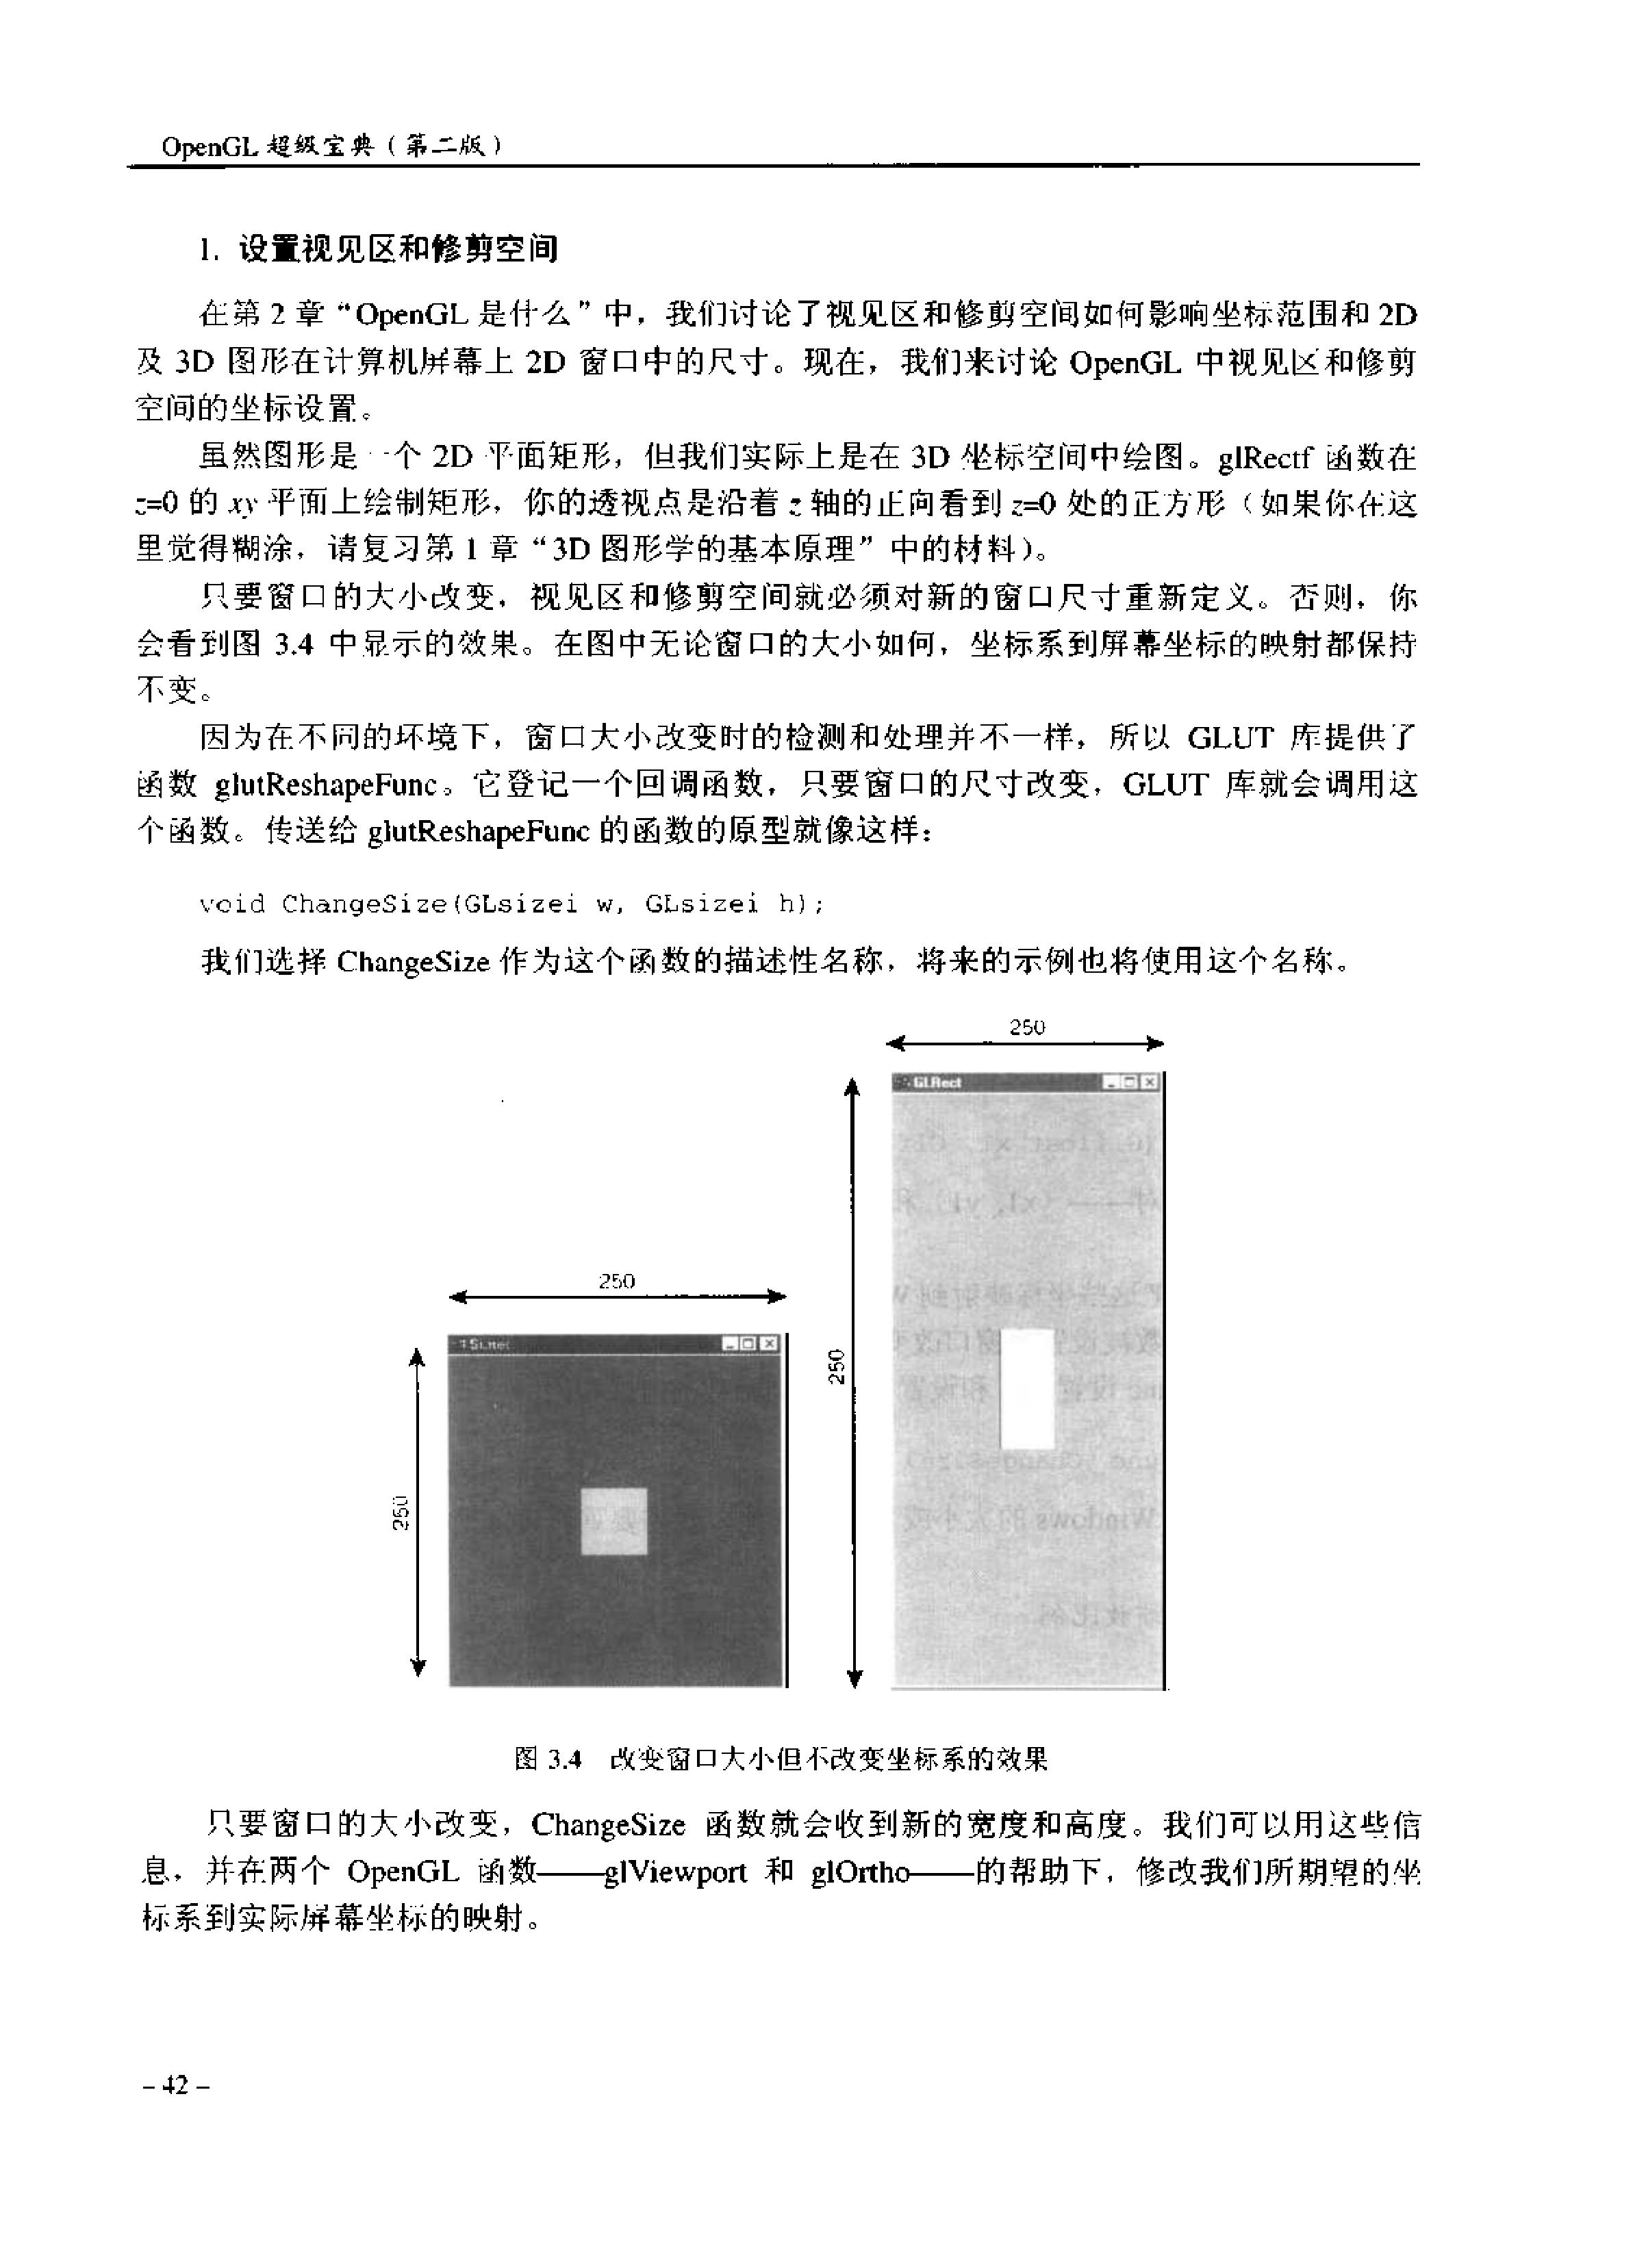 OpenGL 超级宝典（第二版）
1. 设置视见区和修剪空间
在第 2 章“OpenGL 是什么”中，我们讨论了视见区和修剪空间如何影响坐标范围和 2D
及 3D 图形在计算机屏幕上 2D 窗口中的尺寸。现在，我们来讨论 OpenGL 中视见区和修剪
空间的坐标设置。
虽然图形是一个 2D 平面矩形，但我们实际上是在 3D 坐标空间中绘图。glRectf 函数在
z=0 的 xy 平面上绘制矩形，你的透视点是沿着 z 轴的正向看到 z=0 处的正方形（如果你在这
里觉得糊涂，请复习第 1 章“3D 图形学的基本原理”中的材料）。
只要窗口的大小改变，视见区和修剪空间就必须对新的窗口尺寸重新定义。否则，你
会看到图 3.4 中显示的效果。在图中无论窗口的大小如何，坐标系到屏幕坐标的映射都保持
不变。
因为在不同的环境下，窗口大小改变时的检测和处理并不一样，所以 GLUT 库提供了
函数 glutReshapeFunc。它登记一个回调函数，只要窗口的尺寸改变，GLUT 库就会调用这
个函数。传送给 glutReshapeFunc 的函数的原型就像这样：
void ChangeSize(GLsizei w, GLsizei h);
我们选择 ChangeSize 作为这个函数的描述性名称，将来的示例也将使用这个名称。
250
GLRect
250
250
250
图 3.4 改变窗口大小但不改变坐标系的效果
只要窗口的大小改变，ChangeSize 函数就会收到新的宽度和高度。我们可以用这些信
息，并在两个 OpenGL 函数——glViewport 和 glOrtho——的帮助下，修改我们所期望的坐
标系到实际屏幕坐标的映射。
– 42 –